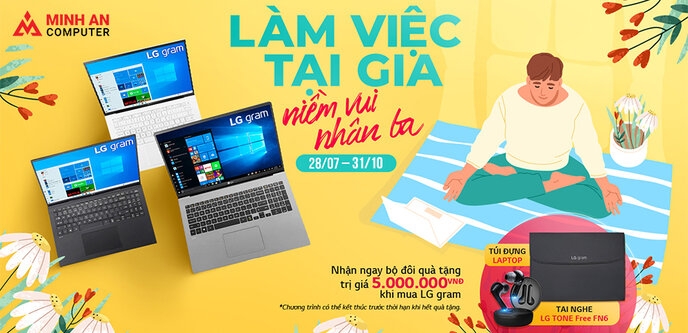 MINH AN
COMPUTER
LÀM VIỆC
TẠI GIA
niềm vui
nhân ba
28/07 – 31/10
LG gram
LG gram
LG gram
Nhận ngay bộ đôi quà tặng
trị giá 5.000.000VNĐ
khi mua LG gram
*Chương trình có thể kết thúc trước thời hạn khi hết quà tặng.
TÚI ĐỰNG
LAPTOP
LG gram
TAI NGHE
LG TONE Free FN6